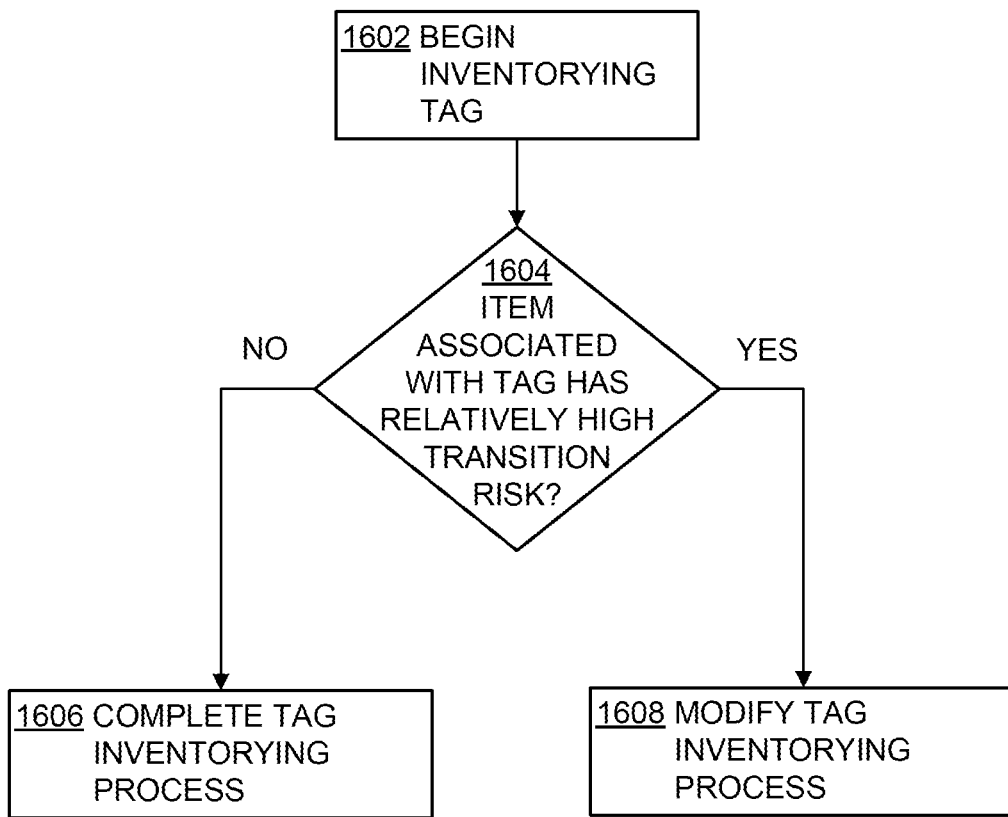 1602 BEGIN
INVENTORYING
TAG
1604
ITEM
ASSOCIATED
WITH TAG HAS
RELATIVELY HIGH
TRANSITION
RISK?
NO
YES
1606 COMPLETE TAG
INVENTORYING
PROCESS
1608 MODIFY TAG
INVENTORYING
PROCESS